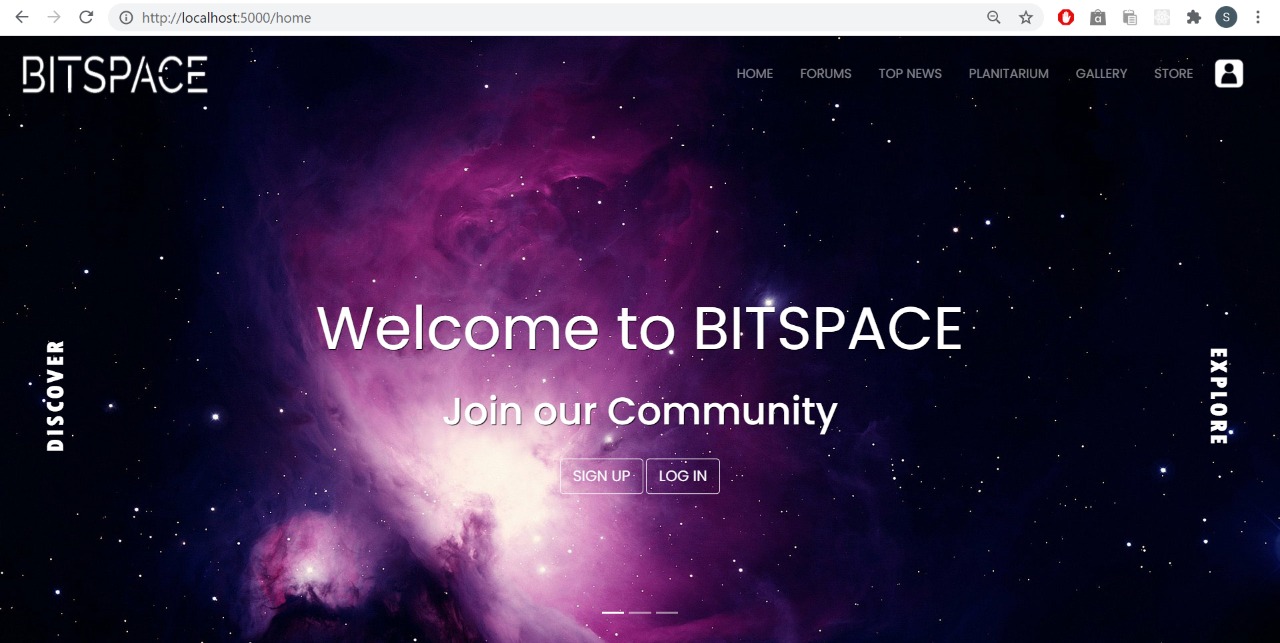 http://localhost:5000/home
S
BITSPACE
HOME FORUMS TOP NEWS PLANITARIUM GALLERY STORE
Welcome to BITSPACE
DISCOVER
EXPLORE
Join our Community
SIGN UP LOG IN